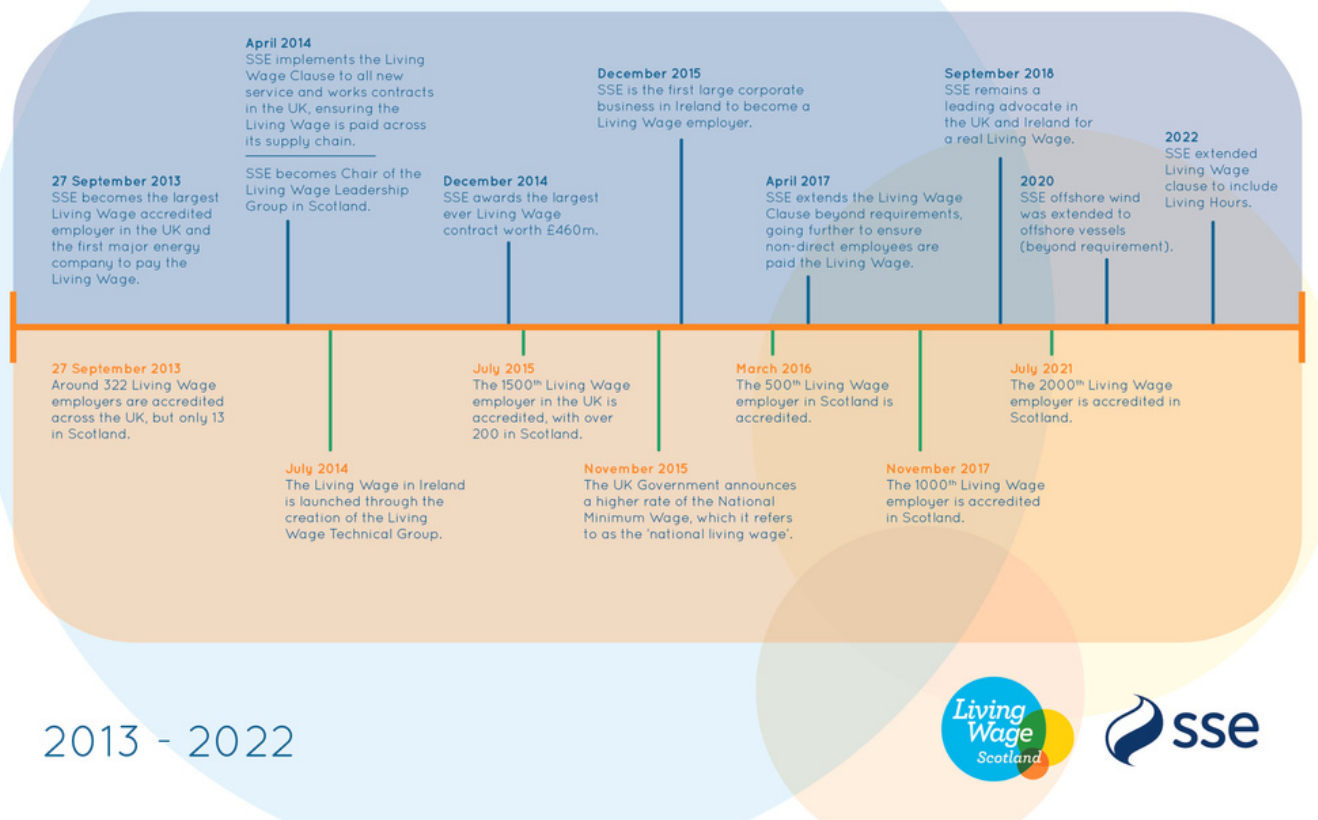 April 2014
SSE implements the Living
Wage Clause to all new
service and works contracts
in the UK, ensuring the
Living Wage is paid across
its supply chain.
SSE becomes Chair of the
Living Wage Leadership
Group in Scotland.
December 2015
SSE is the first large corporate
business in Ireland to become a
Living Wage employer.
September 2018
SSE remains a
leading advocate in
the UK and Ireland for
a real Living Wage.
2022
SSE extended
Living Wage
clause to include
Living Hours.
27 September 2013
SSE becomes the largest
Living Wage accredited
employer in the UK and
the first major energy
company to pay the
Living Wage.
December 2014
SSE awards the largest
ever Living Wage
contract worth £460m.
April 2017
SSE extends the Living Wage
Clause beyond requirements,
going further to ensure
non-direct employees are
paid the Living Wage.
2020
SSE offshore wind
was extended to
offshore vessels
(beyond requirement).
27 September 2013
Around 322 Living Wage
employers are accredited
across the UK, but only 13
in Scotland.
July 2015
The 1500th Living Wage
employer in the UK is
accredited, with over
200 in Scotland.
March 2016
The 500th Living Wage
employer in Scotland is
accredited.
July 2021
The 2000th Living Wage
employer is accredited in
Scotland.
July 2014
The Living Wage in Ireland
is launched through the
creation of the Living
Wage Technical Group.
November 2015
The UK Government announces
a higher rate of the National
Minimum Wage, which it refers
to as the 'national living wage'.
November 2017
The 1000th Living Wage
employer is accredited
in Scotland.
2013 - 2022
Living
Wage
Scotland
sse